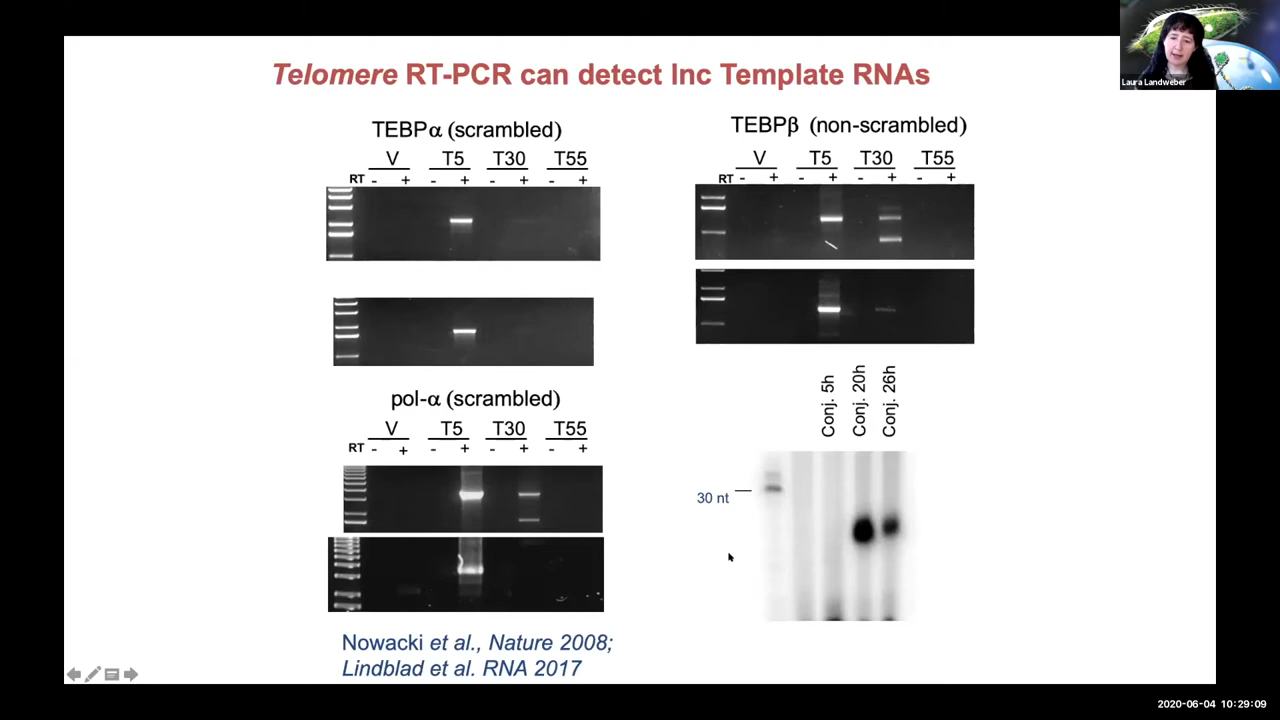 Telomere RT-PCR can detect lnc Template RNAs
Laura Landweber
TEBPα (scrambled)
V T5 T30 T55
RT - + - + - + - +
TEBPβ (non-scrambled)
V T5 T30 T55
RT - + - + - + - +
pol-α (scrambled)
V T5 T30 T55
RT - + - + - + - +
Conj. 5h
Conj. 20h
Conj. 26h
30 nt
Nowacki et al., Nature 2008;
Lindblad et al. RNA 2017
2020-06-04 10:29:09